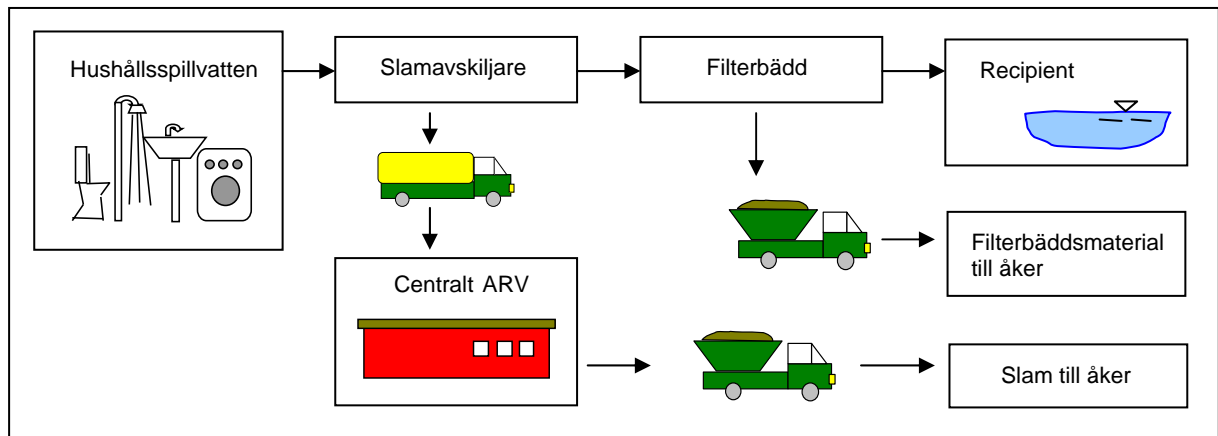 Hushållsspillvatten
Slamavskiljare
Filterbädd
Recipient
Centralt ARV
Filterbäddsmaterial
till åker
Slam till åker